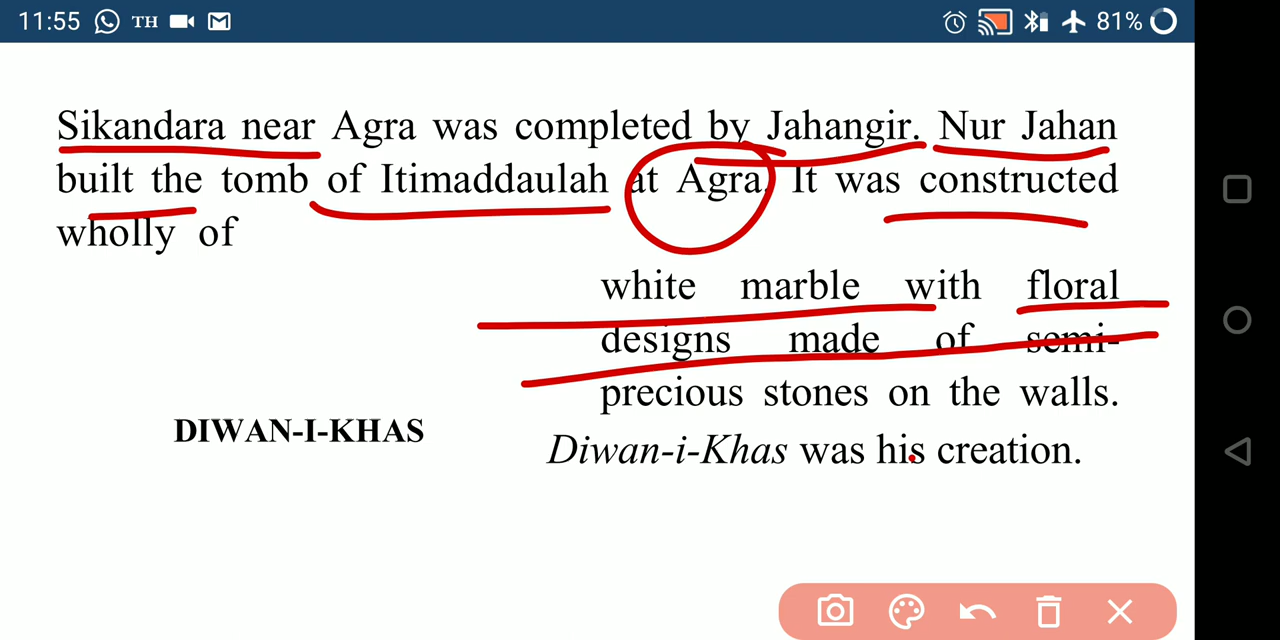 11:55 TH 81%
Sikandara near Agra was completed by Jahangir. Nur Jahan
built the tomb of Itimaddaulah at Agra. It was constructed
wholly of
white marble with floral
designs made of semi-
precious stones on the walls.
DIWAN-I-KHAS
Diwan-i-Khas was his creation.